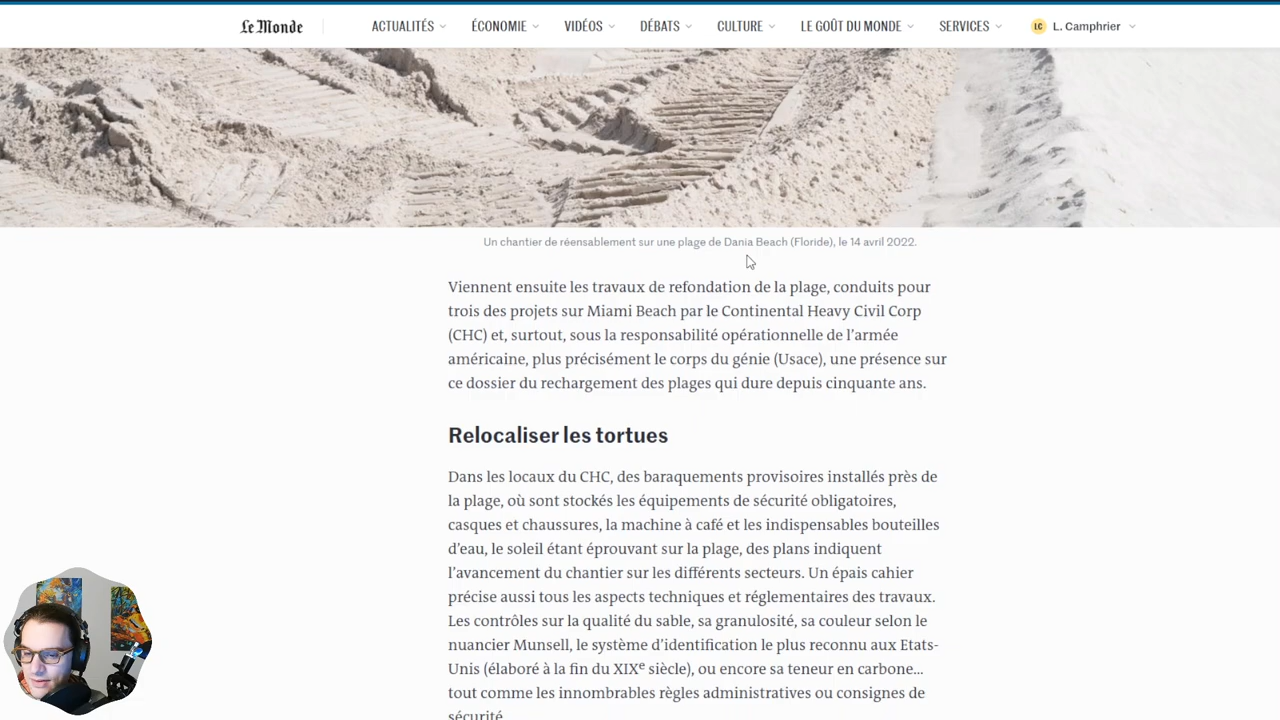 Le Monde ACTUALITÉS ÉCONOMIE VIDÉOS DÉBATS CULTURE LE GOÛT DU MONDE SERVICES LC L. Camphrier
Un chantier de réensablement sur une plage de Dania Beach (Floride), le 14 avril 2022.
Viennent ensuite les travaux de refondation de la plage, conduits pour
trois des projets sur Miami Beach par le Continental Heavy Civil Corp
(CHC) et, surtout, sous la responsabilité opérationnelle de l’armée
américaine, plus précisément le corps du génie (Usace), une présence sur
ce dossier du rechargement des plages qui dure depuis cinquante ans.
Relocaliser les tortues
Dans les locaux du CHC, des baraquements provisoires installés près de
la plage, où sont stockés les équipements de sécurité obligatoires,
casques et chaussures, la machine à café et les indispensables bouteilles
d’eau, le soleil étant éprouvant sur la plage, des plans indiquent
l’avancement du chantier sur les différents secteurs. Un épais cahier
précise aussi tous les aspects techniques et réglementaires des travaux.
Les contrôles sur la qualité du sable, sa granulosité, sa couleur selon le
nuancier Munsell, le système d’identification le plus reconnu aux Etats-
Unis (élaboré à la fin du XIXe siècle), ou encore sa teneur en carbone…
tout comme les innombrables règles administratives ou consignes de
sécurité